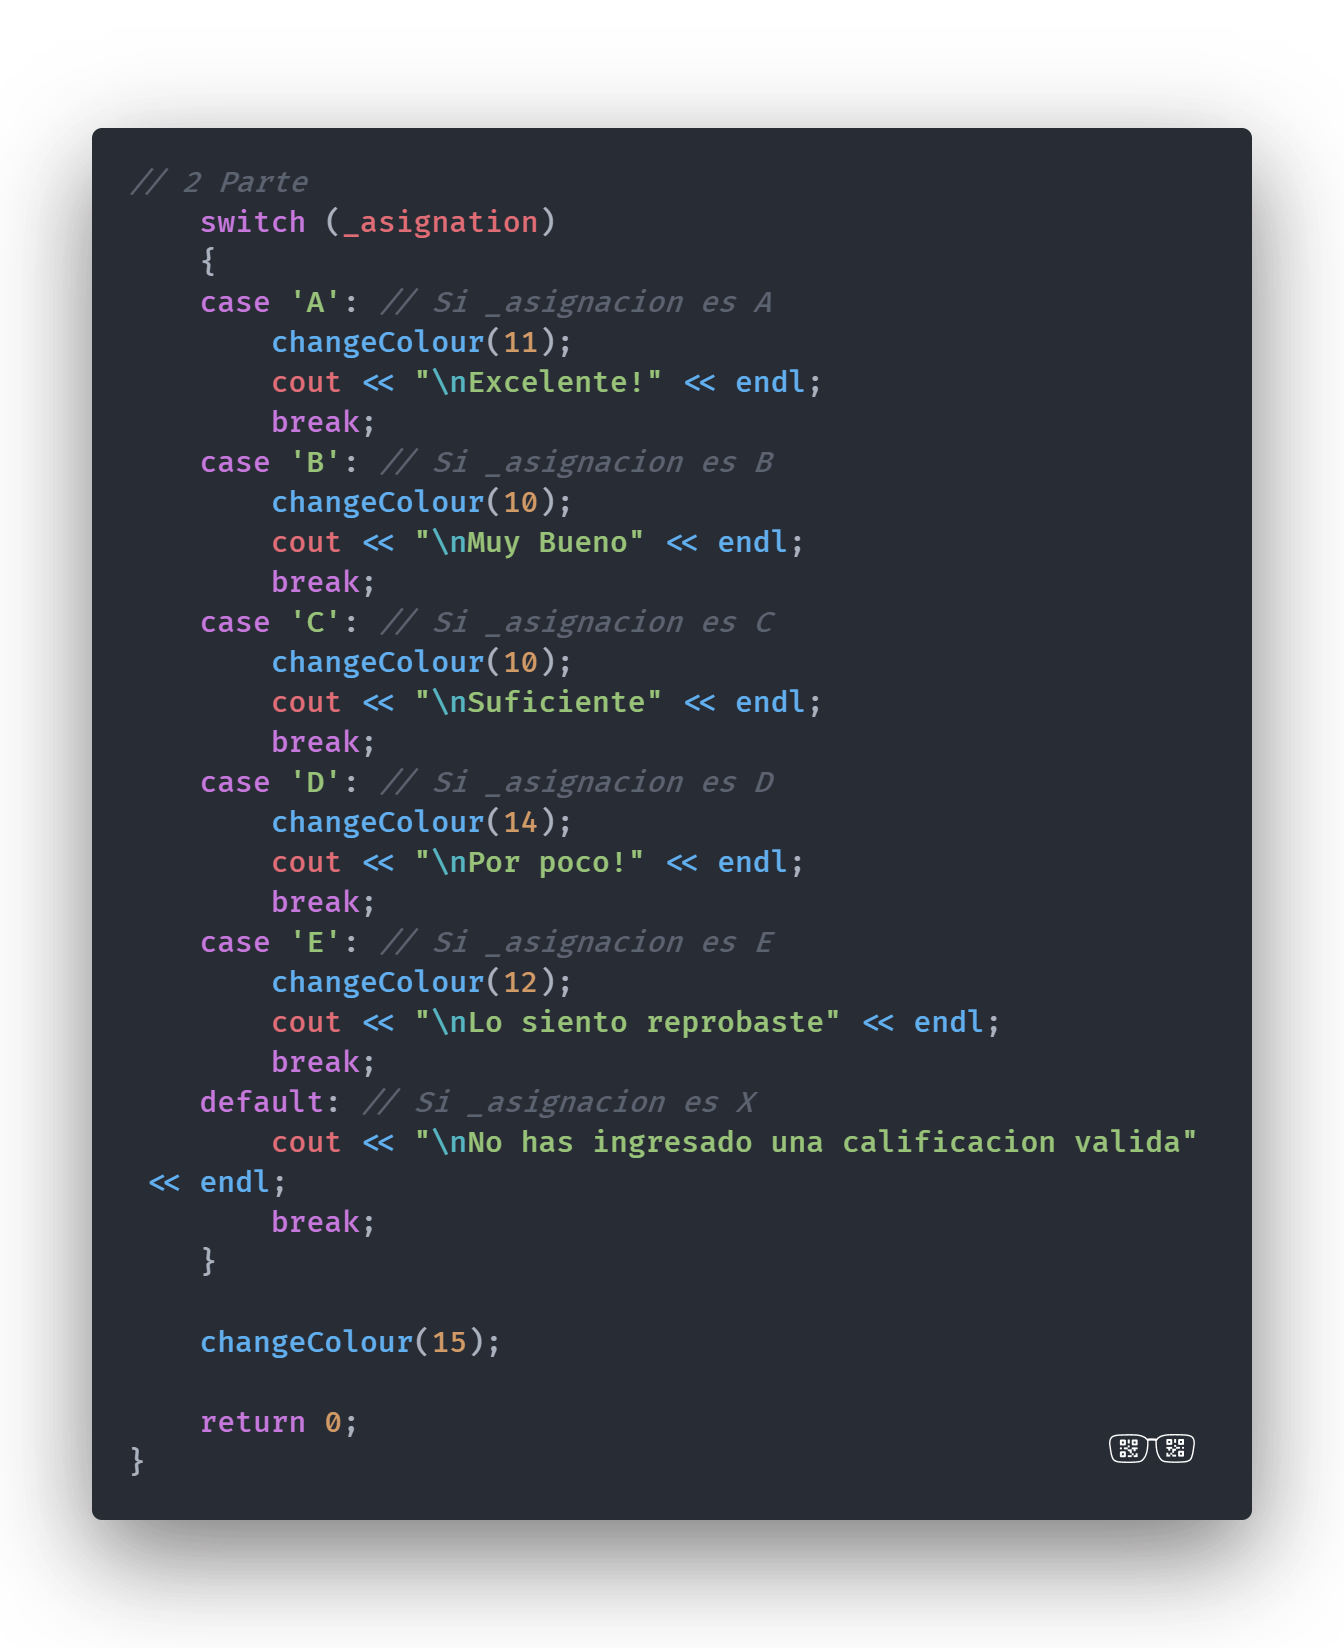 // 2 Parte
    switch (_asignation)
    {
    case 'A': // Si _asignacion es A
        changeColour(11);
        cout << "\nExcelente!" << endl;
        break;
    case 'B': // Si _asignacion es B
        changeColour(10);
        cout << "\nMuy Bueno" << endl;
        break;
    case 'C': // Si _asignacion es C
        changeColour(10);
        cout << "\nSuficiente" << endl;
        break;
    case 'D': // Si _asignacion es D
        changeColour(14);
        cout << "\nPor poco!" << endl;
        break;
    case 'E': // Si _asignacion es E
        changeColour(12);
        cout << "\nLo siento reprobaste" << endl;
        break;
    default: // Si _asignacion es X
        cout << "\nNo has ingresado una calificacion valida"
 << endl;
        break;
    }

    changeColour(15);

    return 0;
}